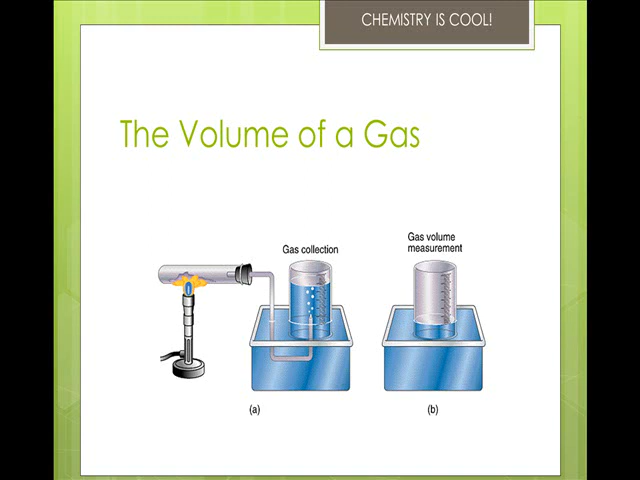 CHEMISTRY IS COOL!
The Volume of a Gas
Gas collection
Gas volume
measurement
(a)
(b)